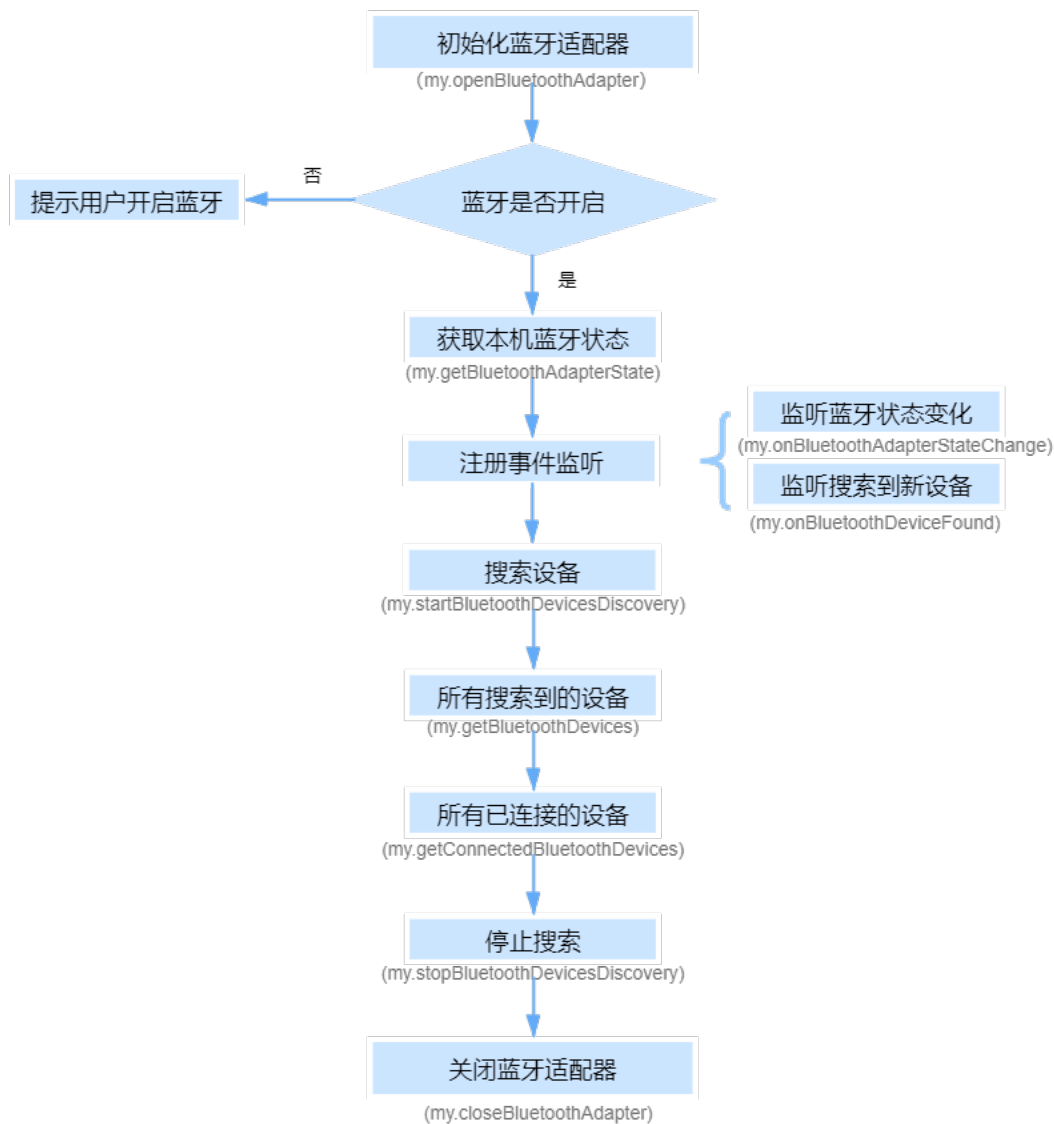 初始化蓝牙适配器
(my.openBluetoothAdapter)
否
提示用户开启蓝牙
蓝牙是否开启
是
获取本机蓝牙状态
(my.getBluetoothAdapterState)
监听蓝牙状态变化
(my.onBluetoothAdapterStateChange)
注册事件监听
监听搜索到新设备
(my.onBluetoothDeviceFound)
搜索设备
(my.startBluetoothDevicesDiscovery)
所有搜索到的设备
(my.getBluetoothDevices)
所有已连接的设备
(my.getConnectedBluetoothDevices)
停止搜索
(my.stopBluetoothDevicesDiscovery)
关闭蓝牙适配器
(my.closeBluetoothAdapter)